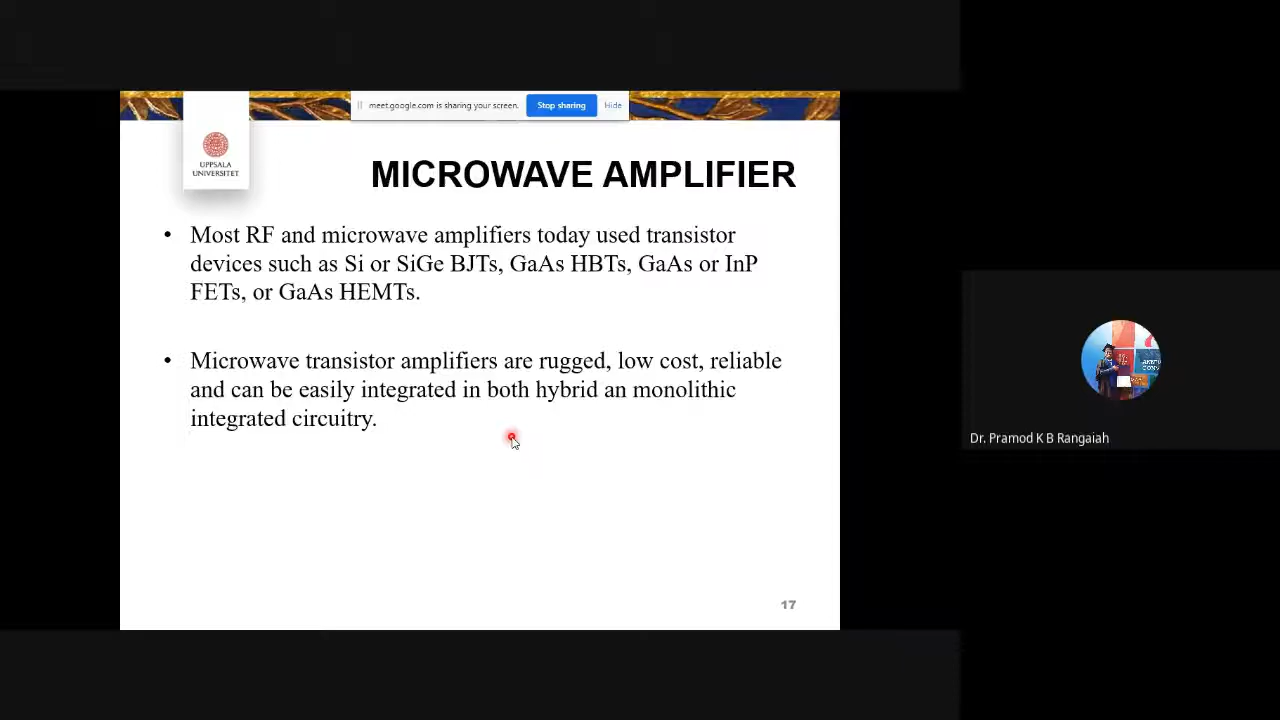 meet.google.com is sharing your screen. Stop sharing Hide
UPPSALA
UNIVERSITET
MICROWAVE AMPLIFIER
• Most RF and microwave amplifiers today used transistor
devices such as Si or SiGe BJTs, GaAs HBTs, GaAs or InP
FETs, or GaAs HEMTs.
• Microwave transistor amplifiers are rugged, low cost, reliable
and can be easily integrated in both hybrid an monolithic
integrated circuitry.
17
Dr. Pramod K B Rangaiah